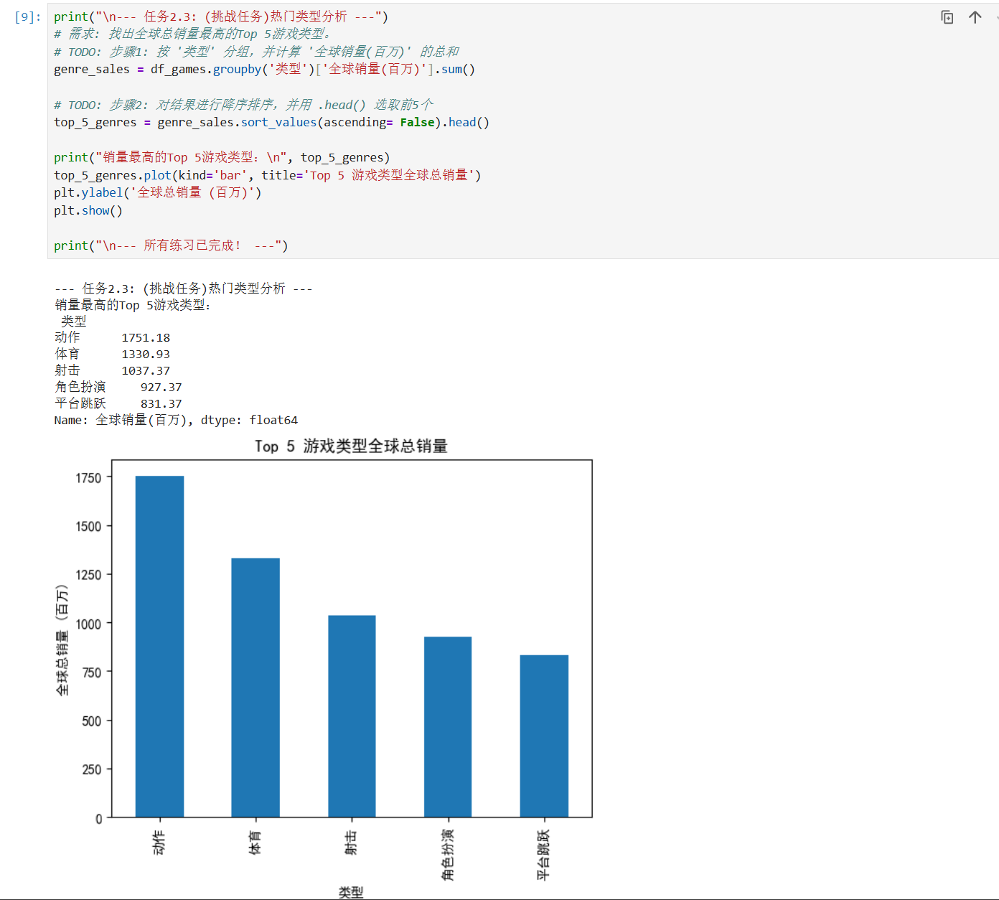 [9]:
print("\n--- 任务2.3: (挑战任务)热门类型分析 ---")
# 需求: 找出全球总销量最高的Top 5游戏类型。
# TODO: 步骤1: 按 '类型' 分组，并计算 '全球销量(百万)' 的总和
genre_sales = df_games.groupby('类型')['全球销量(百万)'].sum()
# TODO: 步骤2: 对结果进行降序排序，并用 .head() 选取前5个
top_5_genres = genre_sales.sort_values(ascending= False).head()
print("销量最高的Top 5游戏类型：\n", top_5_genres)
top_5_genres.plot(kind='bar', title='Top 5 游戏类型全球总销量')
plt.ylabel('全球总销量 (百万)')
plt.show()
print("\n--- 所有练习已完成！ ---")
--- 任务2.3: (挑战任务)热门类型分析 ---
销量最高的Top 5游戏类型：
类型
动作 1751.18
体育 1330.93
射击 1037.37
角色扮演 927.37
平台跳跃 831.37
Name: 全球销量(百万), dtype: float64
Top 5 游戏类型全球总销量
1750
1500
1250
1000
750
500
250
0
全球总销量 (百万)
动作
体育
射击
角色扮演
平台跳跃
类型